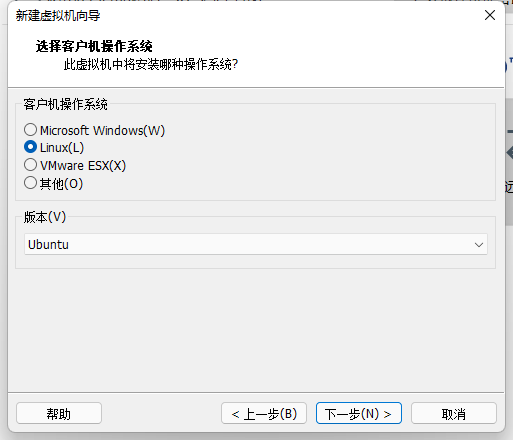 新建虚拟机向导
选择客户机操作系统
此虚拟机中将安装哪种操作系统?
客户机操作系统
Microsoft Windows(W)
Linux(L)
VMware ESX(X)
其他(O)
版本(V)
Ubuntu
帮助
< 上一步(B)
下一步(N) >
取消
远